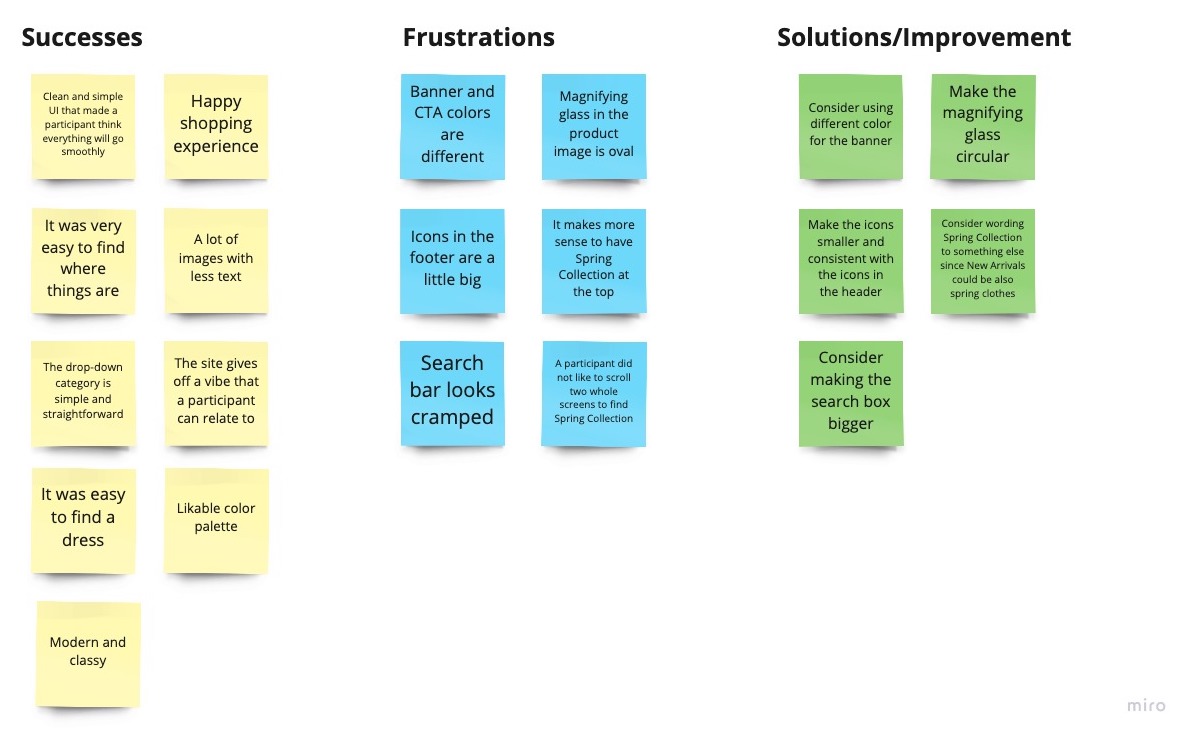 Successes
Clean and simple
UI that made a
participant think
everything will go
smoothly
Happy
shopping
experience
It was very
easy to find
where
things are
A lot of
images with
less text
The drop-down
category is
simple and
straightforward
The site gives
off a vibe that
a participant
can relate to
It was easy
to find a
dress
Likable color
palette
Modern and
classy
Frustrations
Banner and
CTA colors
are
different
Magnifying
glass in the
product
image is oval
Icons in the
footer are a
little big
It makes more
sense to have
Spring
Collection at
the top
Search
bar looks
cramped
A participant did
not like to scroll
two whole
screens to find
Spring Collection
Solutions/Improvement
Consider using
different color
for the banner
Make the
magnifying
glass
circular
Make the icons
smaller and
consistent with
the icons in
the header
Consider wording
Spring Collection
to something else
since New Arrivals
could be also
spring clothes
Consider
making the
search box
bigger
miro